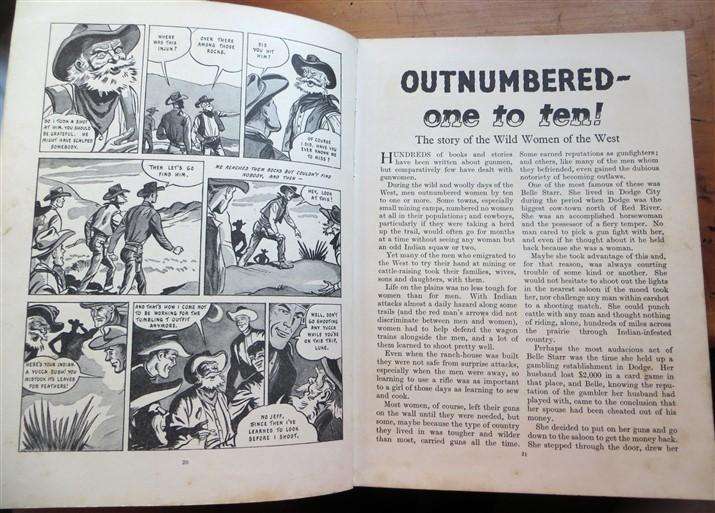 SO I TOOK A SHOT
AT HIM. YOU SHOULD
BE GRATEFUL. HE
MIGHT HAVE SCALPED
SOMEBODY.
WHERE
WAS THIS
INJUN?
OVER THERE
AMONG THOSE
ROCKS.
DID
YOU HIT
HIM?
OF COURSE
I DID. HAVE YOU
EVER KNOWN ME
TO MISS?
THEN LET'S GO
FIND HIM.
WE REACHED THEM ROCKS BUT COULDN'T FIND
NOBODY, AND THEN —
HEY, LOOK
AT THIS!
HERE'S YOUR INDIAN.
A YUCCA BUSH! YOU
MISTOOK ITS LEAVES
FOR FEATHERS!
AND THAT'S HOW I COME NOT
TO BE WORKING FOR THE
TUMBLING T OUTFIT
ANYMORE.
WELL, DON'T
GO SHOOTING
ANY YUCCA
WHILE YOU'RE
ON THIS TRIP,
LUKE.
NO JEFF,
SINCE THEN I'VE
LEARNED TO LOOK
BEFORE I SHOOT.
20
OUTNUMBERED–
one to ten!
The story of the Wild Women of the West
HUNDREDS of books and stories
have been written about gunmen,
but comparatively few have dealt with
gunwomen.
During the wild and woolly days of the
West, men outnumbered women by ten
to one or more. Some towns, especially
small mining camps, numbered no women
at all in their populations; and cowboys,
particularly if they were taking a herd
up the trail, would often go for months
at a time without seeing any woman but
an odd Indian squaw or two.
Yet many of the men who emigrated to
the West to try their hand at mining or
cattle-raising took their families, wives,
sons and daughters, with them.
Life on the plains was no less tough for
women than for men. With Indian
attacks almost a daily hazard along some
trails (and the red man's arrows did not
discriminate between men and women),
women had to help defend the wagon
trains alongside the men, and a lot of
them learned to shoot pretty well.
Even when the ranch-house was built
they were not safe from surprise attacks,
especially when the men were away, so
learning to use a rifle was as important
to a girl of those days as learning to sew
and cook.
Most women, of course, left their guns
on the wall until they were needed, but
some, maybe because the type of country
they lived in was tougher and wilder
than most, carried guns all the time.
Some earned reputations as gunfighters;
and others, like many of the men whom
they befriended, even gained the dubious
notoriety of becoming outlaws.
One of the most famous of these was
Belle Starr. She lived in Dodge City
during the period when Dodge was the
biggest cow-town north of Red River.
She was an accomplished horsewoman
and the possessor of a fiery temper. No
man cared to pick a gun fight with her,
and even if he thought about it he held
back because she was a woman.
Maybe she took advantage of this and,
for that reason, was always courting
trouble of some kind or another. She
would not hesitate to shoot out the lights
in the nearest saloon if the mood took
her, nor challenge any man within earshot
to a shooting match. She could punch
cattle with any man and thought nothing
of riding, alone, hundreds of miles across
the prairie through Indian-infested
country.
Perhaps the most audacious act of
Belle Starr was the time she held up a
gambling establishment in Dodge. Her
husband lost $2,000 in a card game in
that place, and Belle, knowing the repu-
tation of the gambler her husband had
played with, came to the conclusion that
her spouse had been cheated out of his
money.
She decided to put on her guns and go
down to the saloon to get the money back.
She stepped through the door, drew her
21